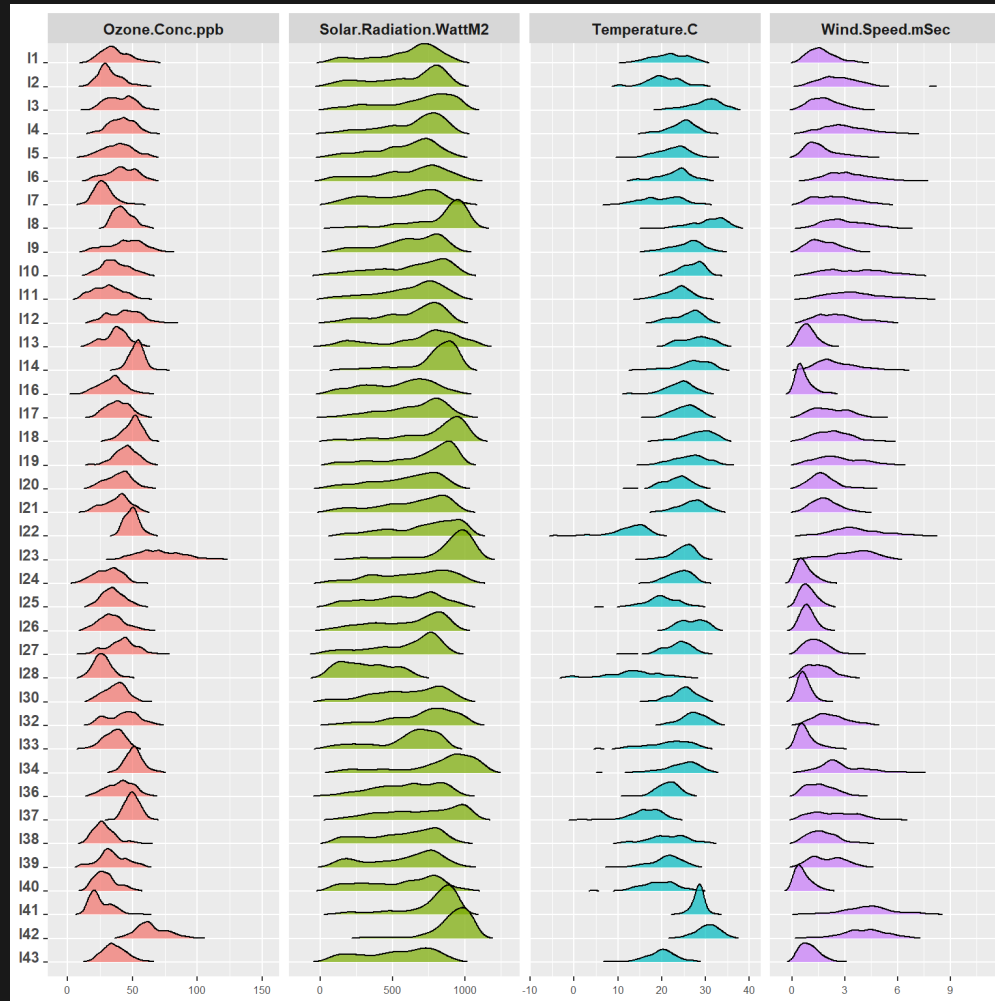 Ozone.Conc.ppb Solar.Radiation.WattM2 Temperature.C Wind.Speed.mSec
I1
I2
I3
I4
I5
I6
I7
I8
I9
I10
I11
I12
I13
I14
I16
I17
I18
I19
I20
I21
I22
I23
I24
I25
I26
I27
I28
I30
I32
I33
I34
I36
I37
I38
I39
I40
I41
I42
I43
0 50 100 150 0 500 1000 -10 0 10 20 30 40 0 3 6 9